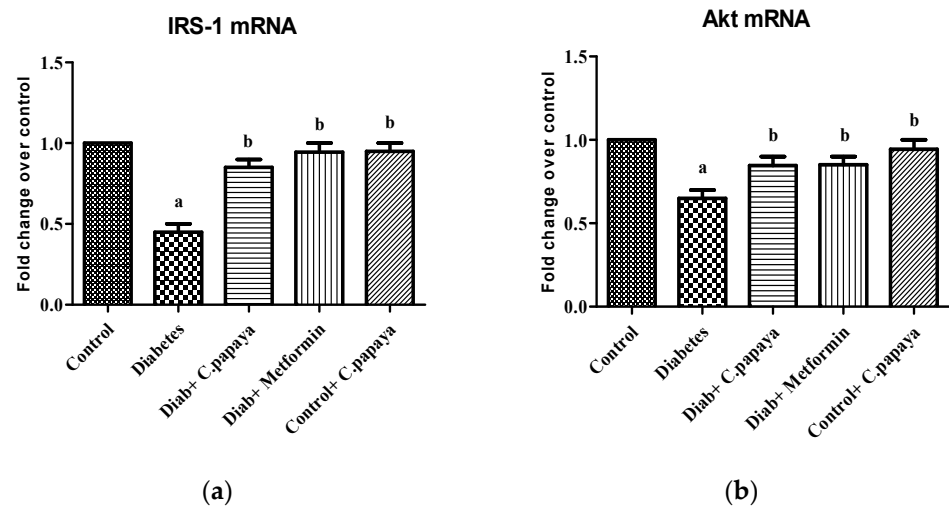 IRS-1 mRNA
Fold change over control
1.5
1.0
0.5
0.0
a
b
b
b
Control
Diabetes
Diab+ C.papaya
Diab+ Metformin
Control+ C.papaya
(a)
Akt mRNA
Fold change over control
1.5
1.0
0.5
0.0
a
b
b
b
Control
Diabetes
Diab+ C.papaya
Diab+ Metformin
Control+ C.papaya
(b)